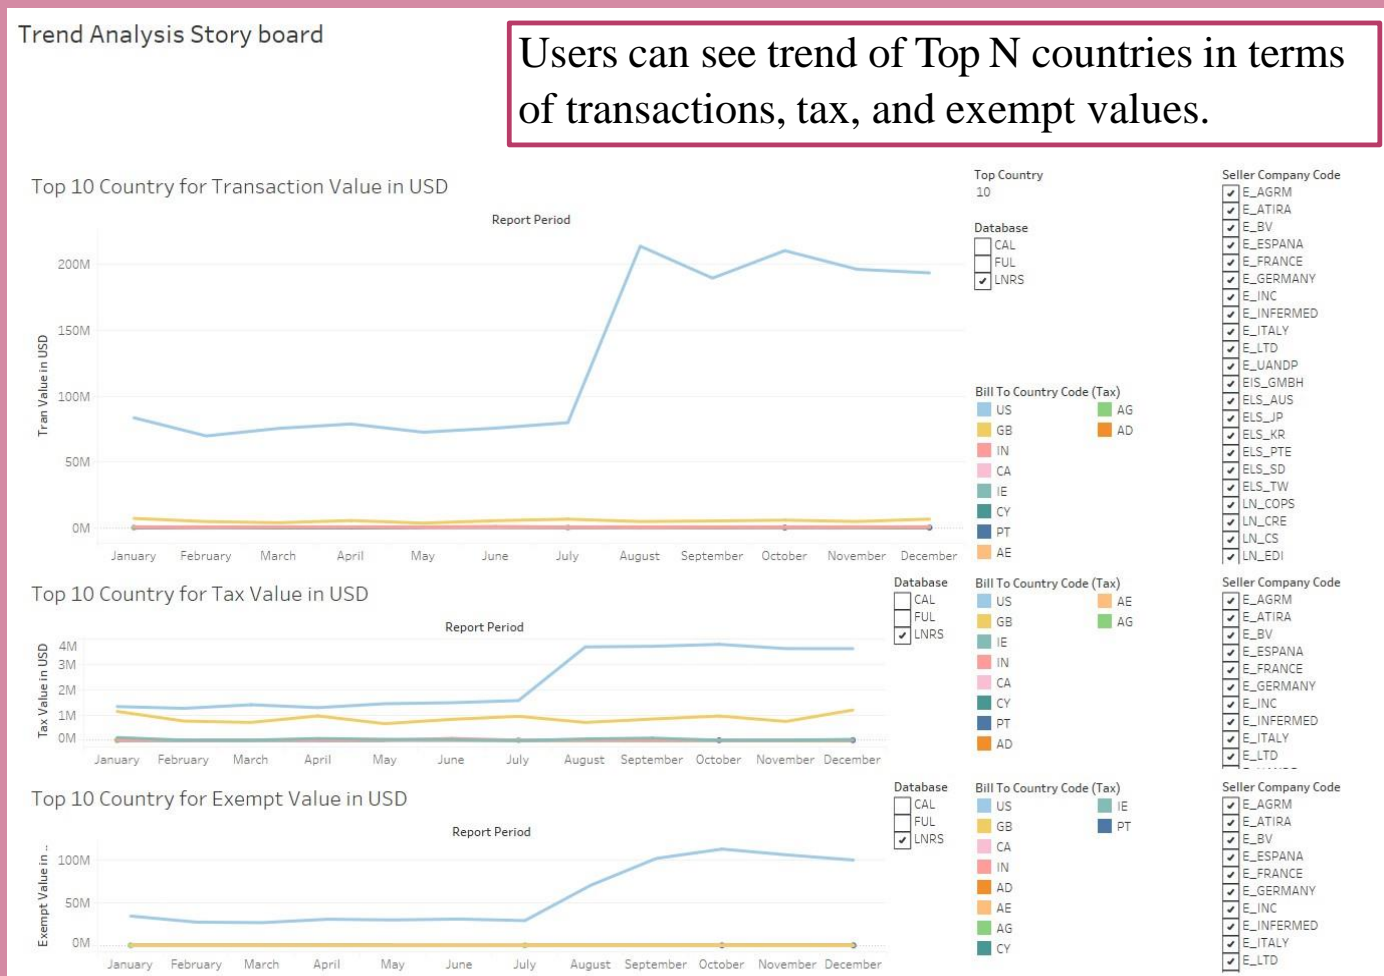 Trend Analysis Story board
Users can see trend of Top N countries in terms
of transactions, tax, and exempt values.
Top 10 Country for Transaction Value in USD
Report Period
Tran Value in USD
200M
150M
100M
50M
0M
January February March April May June July August September October November December
Top Country
10
Database
CAL
FUL
LNRS
Bill To Country Code (Tax)
US
GB
IN
CA
IE
CY
PT
AE
AG
AD
Seller Company Code
E_AGRM
E_ATIRA
E_BV
E_ESPANA
E_FRANCE
E_GERMANY
E_INC
E_INFERMED
E_ITALY
E_LTD
E_UANDP
EIS_GMBH
ELS_AUS
ELS_JP
ELS_KR
ELS_PTE
ELS_SD
ELS_TW
LN_COPS
LN_CRE
LN_CS
LN_EDI
Top 10 Country for Tax Value in USD
Report Period
Tax Value in USD
4M
3M
2M
1M
0M
January February March April May June July August September October November December
Database
CAL
FUL
LNRS
Bill To Country Code (Tax)
US
GB
IE
IN
CA
CY
PT
AD
AE
AG
Seller Company Code
E_AGRM
E_ATIRA
E_BV
E_ESPANA
E_FRANCE
E_GERMANY
E_INC
E_INFERMED
E_ITALY
E_LTD
Top 10 Country for Exempt Value in USD
Report Period
Exempt Value in ..
100M
50M
0M
January February March April May June July August September October November December
Database
CAL
FUL
LNRS
Bill To Country Code (Tax)
US
GB
CA
IN
AD
AE
AG
CY
IE
PT
Seller Company Code
E_AGRM
E_ATIRA
E_BV
E_ESPANA
E_FRANCE
E_GERMANY
E_INC
E_INFERMED
E_ITALY
E_LTD